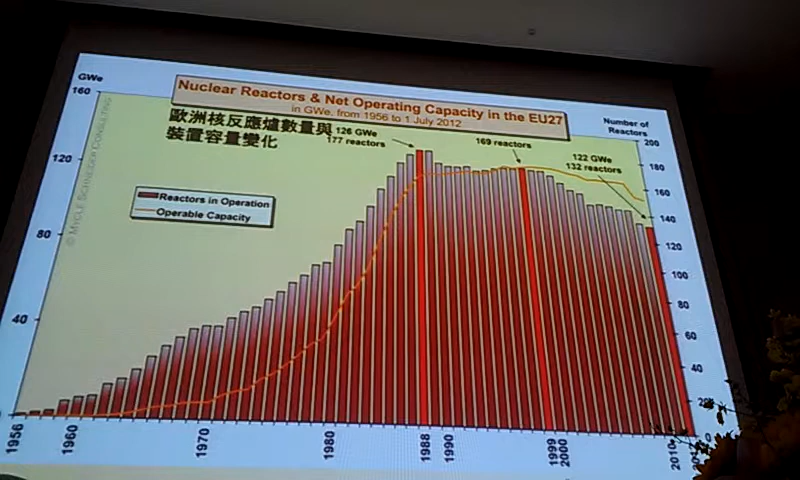 GWe
160
120
80
40
Nuclear Reactors & Net Operating Capacity in the EU27
in GWe, from 1956 to 1 July 2012
歐洲核反應爐數量與
裝置容量變化
126 GWe
177 reactors
169 reactors
122 GWe
132 reactors
Number of
Reactors
200
180
160
140
120
100
80
60
40
20
0
Reactors in Operation
Operable Capacity
© MYCLE SCHNEIDER CONSULTING
1956
1960
1970
1980
1988
1990
1999
2000
2010